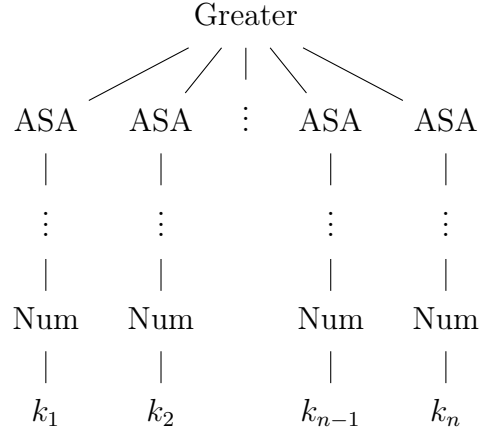 Greater
ASA ASA ⋮ ASA ASA
⋮ ⋮ ⋮ ⋮
Num Num Num Num
k₁ k₂ kₙ₋₁ kₙ